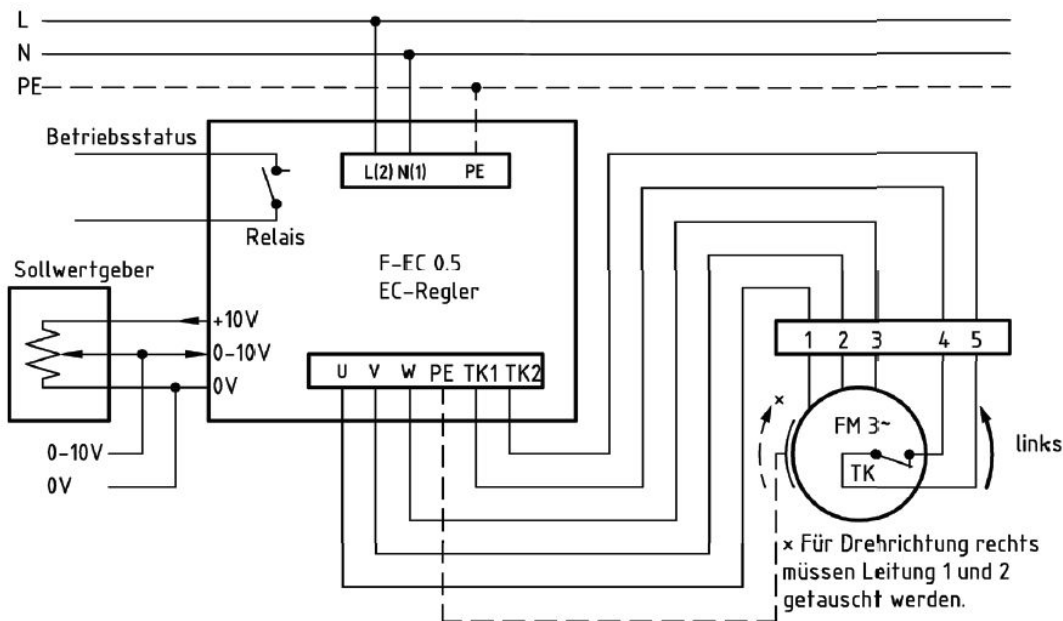 L
N
PE
Betriebsstatus
L(2) N(1) PE
Relais
Sollwertgeber
F-EC 0.5
EC-Regler
+10V
0-10V
0V
U V W PE TK1 TK2
1 2 3 4 5
×
FM 3~
TK
links
0-10V
0V
× Für Drehrichtung rechts
müssen Leitung 1 und 2
getauscht werden.